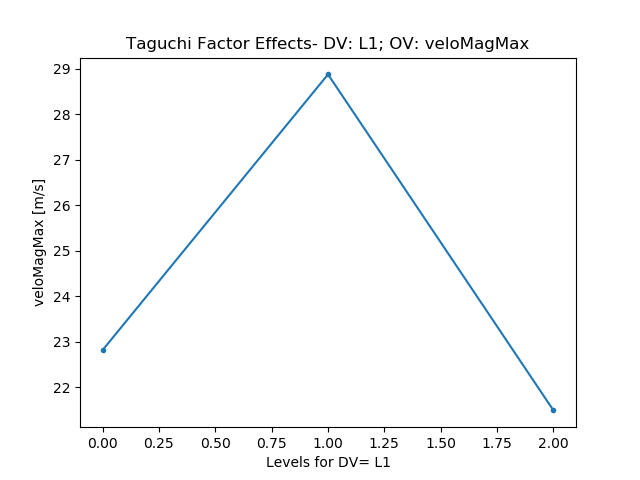 Taguchi Factor Effects- DV: L1; OV: veloMagMax
veloMagMax [m/s]
29
28
27
26
25
24
23
22
0.00 0.25 0.50 0.75 1.00 1.25 1.50 1.75 2.00
Levels for DV= L1